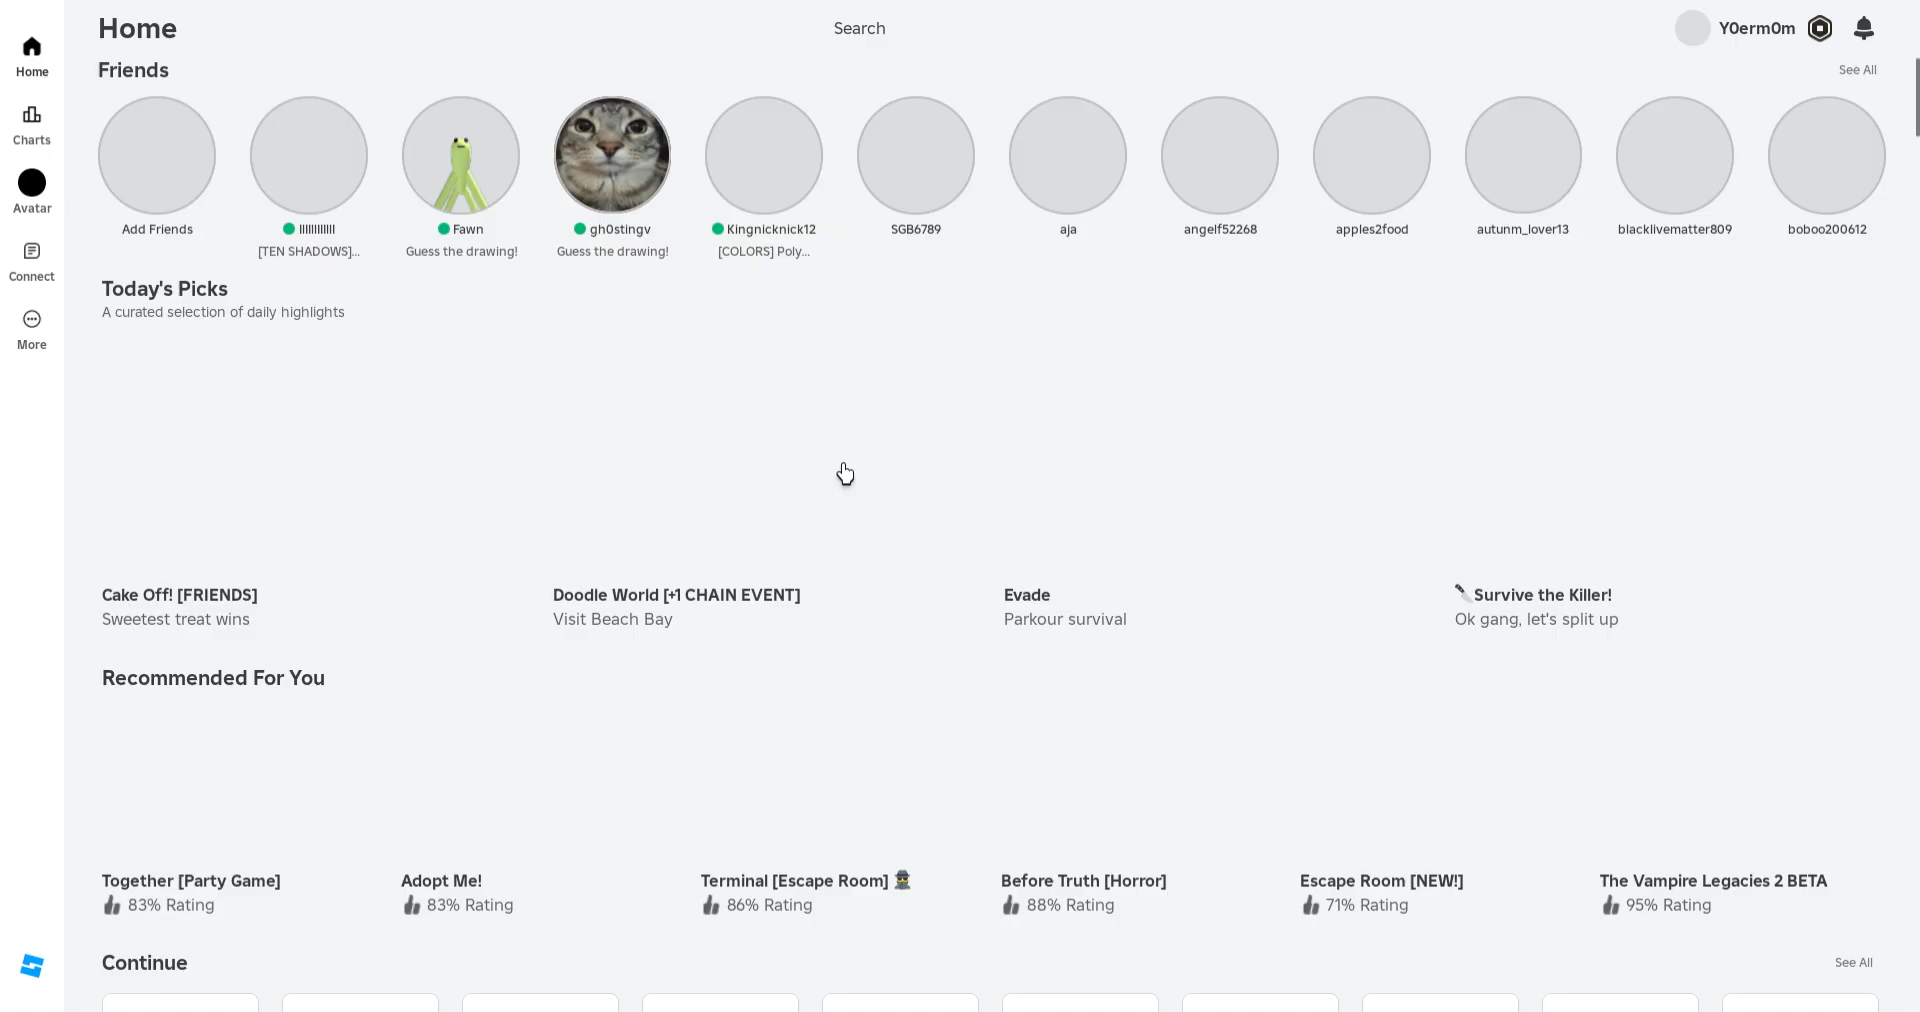 Home
Search
Y0erm0m
Home
Charts
Avatar
Connect
More
Friends
See All
Add Friends
Fawn
gh0stingv
Kingnicknick12
SGB6789
aja
angelf52268
apples2food
autunm_lover13
blacklivematter809
boboo200612
[TEN SHADOWS]...
Guess the drawing!
Guess the drawing!
[COLORS] Poly...
Today's Picks
A curated selection of daily highlights
Cake Off! [FRIENDS]
Sweetest treat wins
Doodle World [+1 CHAIN EVENT]
Visit Beach Bay
Evade
Parkour survival
🔪Survive the Killer!
Ok gang, let's split up
Recommended For You
Together [Party Game]
83% Rating
Adopt Me!
83% Rating
Terminal [Escape Room] 🕵
86% Rating
Before Truth [Horror]
88% Rating
Escape Room [NEW!]
71% Rating
The Vampire Legacies 2 BETA
95% Rating
Continue
See All